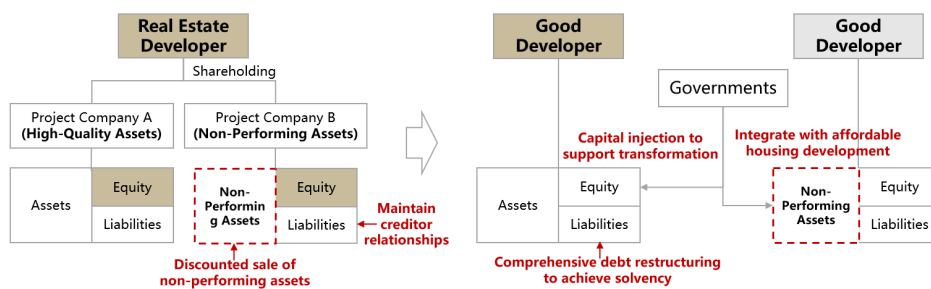 Real Estate
Developer
Shareholding
Project Company A
(High-Quality Assets)
Project Company B
(Non-Performing Assets)
Assets
Equity
Liabilities
Non-
Performin
g Assets
Equity
Liabilities
Maintain
creditor
relationships
Discounted sale of
non-performing assets
Good
Developer
Good
Developer
Governments
Capital injection to
support transformation
Integrate with affordable
housing development
Assets
Equity
Liabilities
Non-
Performing
Assets
Equity
Liabilities
Comprehensive debt restructuring
to achieve solvency